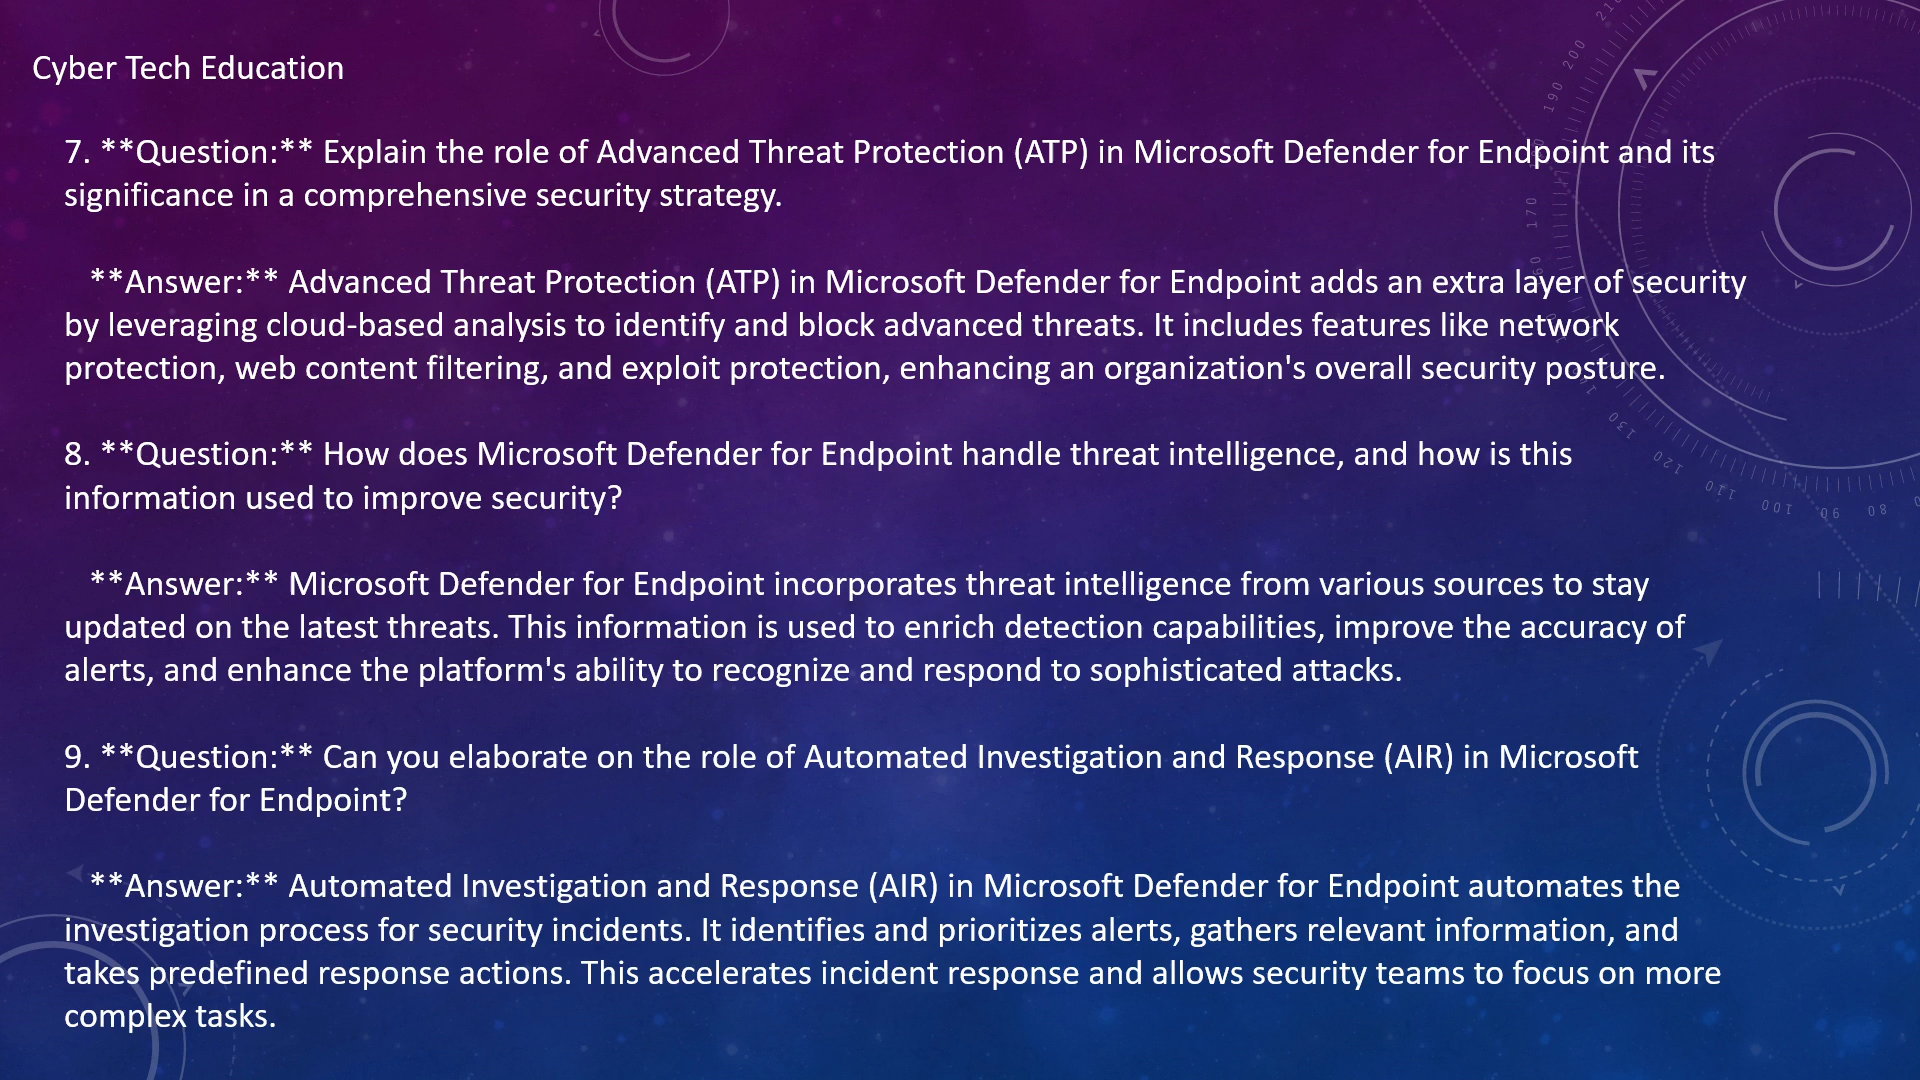 Cyber Tech Education
7. **Question:** Explain the role of Advanced Threat Protection (ATP) in Microsoft Defender for Endpoint and its
significance in a comprehensive security strategy.
**Answer:** Advanced Threat Protection (ATP) in Microsoft Defender for Endpoint adds an extra layer of security
by leveraging cloud-based analysis to identify and block advanced threats. It includes features like network
protection, web content filtering, and exploit protection, enhancing an organization's overall security posture.
8. **Question:** How does Microsoft Defender for Endpoint handle threat intelligence, and how is this
information used to improve security?
**Answer:** Microsoft Defender for Endpoint incorporates threat intelligence from various sources to stay
updated on the latest threats. This information is used to enrich detection capabilities, improve the accuracy of
alerts, and enhance the platform's ability to recognize and respond to sophisticated attacks.
9. **Question:** Can you elaborate on the role of Automated Investigation and Response (AIR) in Microsoft
Defender for Endpoint?
**Answer:** Automated Investigation and Response (AIR) in Microsoft Defender for Endpoint automates the
investigation process for security incidents. It identifies and prioritizes alerts, gathers relevant information, and
takes predefined response actions. This accelerates incident response and allows security teams to focus on more
complex tasks.
200
190
170
130
120
110
100
90
80